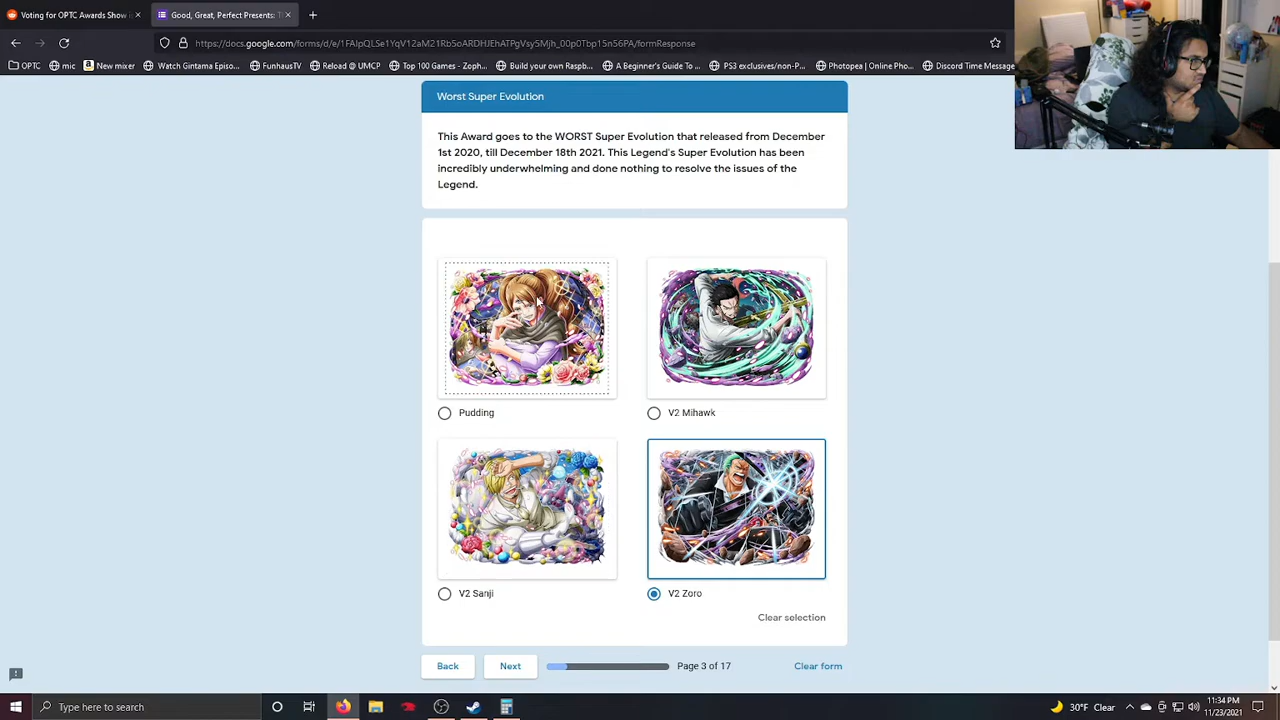 Voting for OPTC Awards Show i
Good, Great, Perfect Presents: T
https://docs.google.com/forms/d/e/1FAIpQLSe1YqV12aM21RbSoARDHJEhATPgVsy5Mjh_00p0Tbp1Sn56PA/formResponse
OPTC
mic
New mixer
Watch Gintama Episo...
FunhausTV
Reload @ UMCP
Top 100 Games - Zoph...
Build your own Raspb...
A Beginner's Guide To ...
PS3 exclusives/non-P...
Photopea | Online Pho...
Discord Time Message
Worst Super Evolution
This Award goes to the WORST Super Evolution that released from December
1st 2020, till December 18th 2021. This Legend's Super Evolution has been
incredibly underwhelming and done nothing to resolve the issues of the
Legend.
Pudding
V2 Mihawk
V2 Sanji
V2 Zoro
Clear selection
Back
Next
Page 3 of 17
Clear form
Type here to search
30°F Clear
11:34 PM
11/23/2021